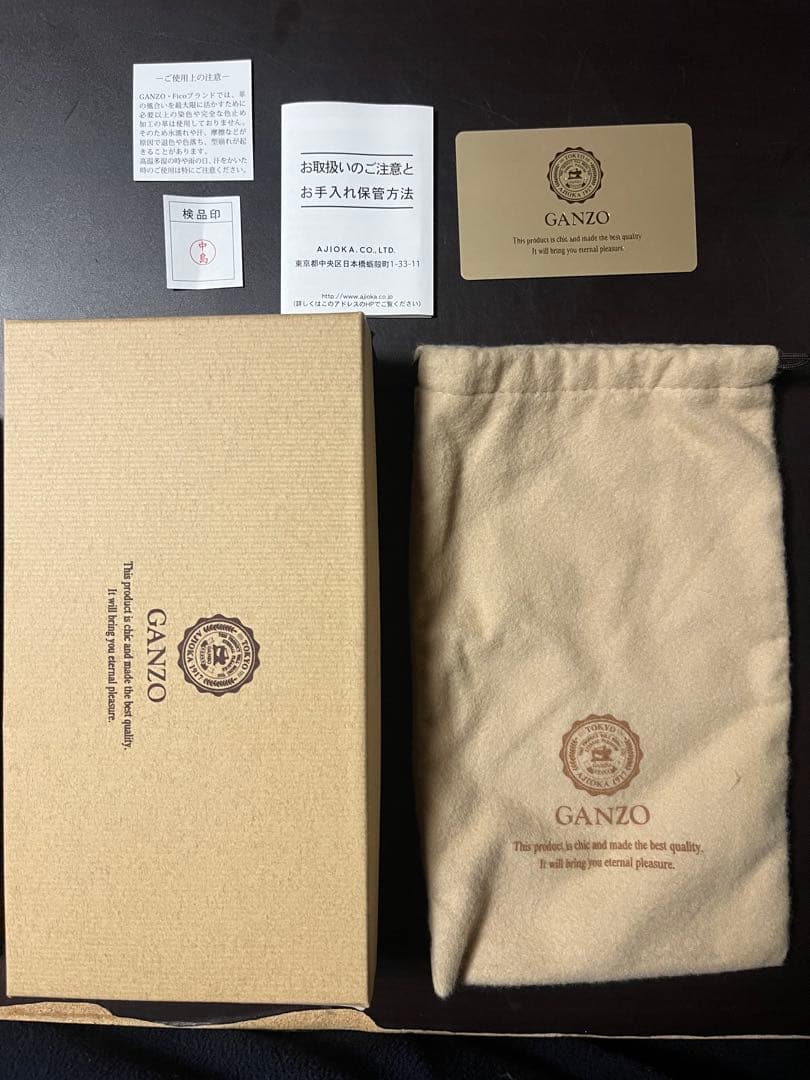 −ご使用上の注意−
GANZO・Ficoブランドでは、革
の風合いを最大限に活かすために
必要以上の染色や完全な色止め
加工の革は使用しておりません。
そのため水濡れや汗、摩擦などが
原因で退色や色落ち、型崩れが起
きることがあります。
高温多湿の時や雨の日、汗をかいた
時のご使用は特にご注意ください。
検品印
中島
お取扱いのご注意と
お手入れ保管方法
AJIOKA.CO.,LTD.
東京都中央区日本橋蛎殻町1-33-11
http://www.ajioka.co.jp
(詳しくはこのアドレスのHPでご覧ください)
TOKYO
AJIOKA 1917
GANZO
This product is chic and made the best quality.
It will bring you eternal pleasure.
TOKYO
AJIOKA 1917
GANZO
This product is chic and made the best quality.
It will bring you eternal pleasure.
TOKYO
AJIOKA 1917
GANZO
This product is chic and made the best quality.
It will bring you eternal pleasure.